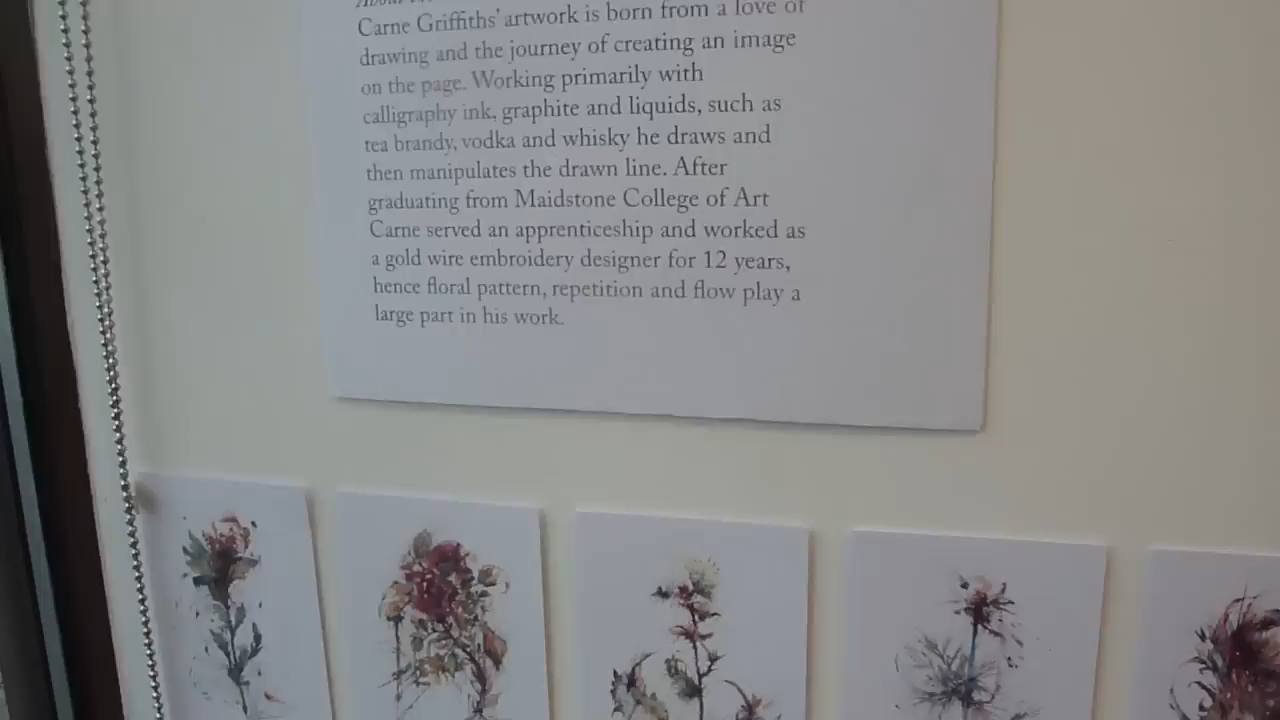 About
Carne Griffiths' artwork is born from a love of
drawing and the journey of creating an image
on the page. Working primarily with
calligraphy ink, graphite and liquids, such as
tea brandy, vodka and whisky he draws and
then manipulates the drawn line. After
graduating from Maidstone College of Art
Carne served an apprenticeship and worked as
a gold wire embroidery designer for 12 years,
hence floral pattern, repetition and flow play a
large part in his work.